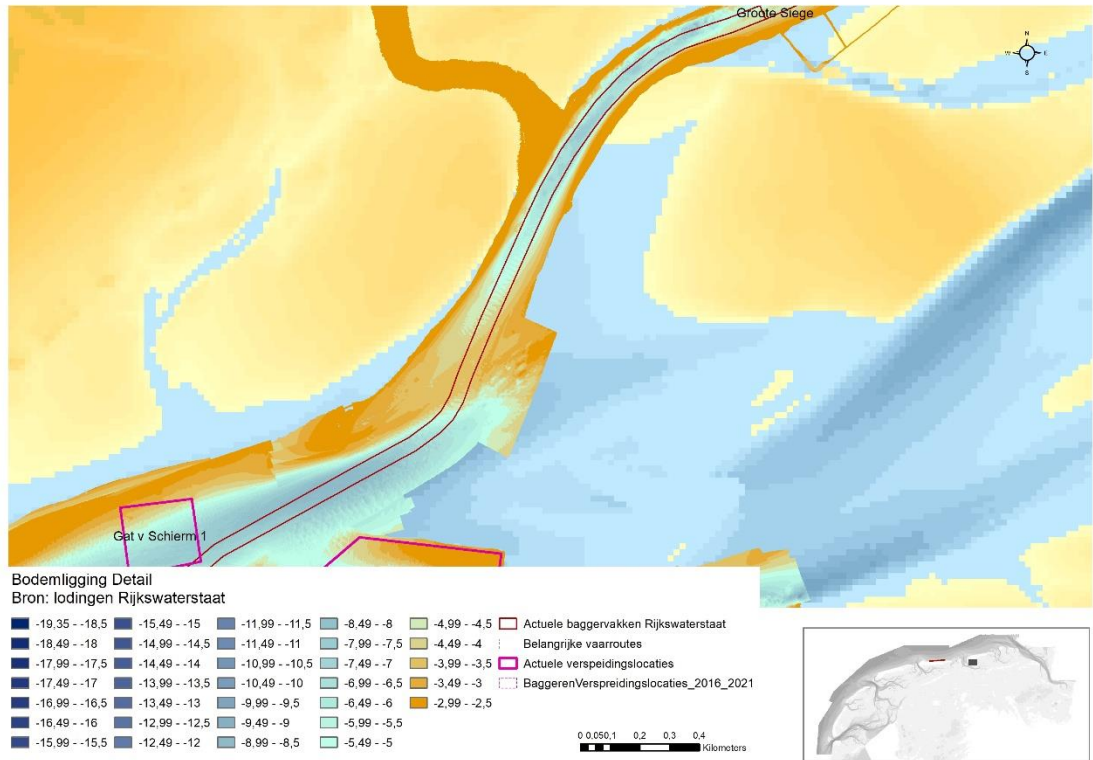 Groote Siege
N
W E
S
Gat v Schierm 1
Bodemligging Detail
Bron: lodingen Rijkswaterstaat
-19,35 - -18,5
-18,49 - -18
-17,99 - -17,5
-17,49 - -17
-16,99 - -16,5
-16,49 - -16
-15,99 - -15,5
-15,49 - -15
-14,99 - -14,5
-14,49 - -14
-13,99 - -13,5
-13,49 - -13
-12,99 - -12,5
-12,49 - -12
-11,99 - -11,5
-11,49 - -11
-10,99 - -10,5
-10,49 - -10
-9,99 - -9,5
-9,49 - -9
-8,99 - -8,5
-8,49 - -8
-7,99 - -7,5
-7,49 - -7
-6,99 - -6,5
-6,49 - -6
-5,99 - -5,5
-5,49 - -5
-4,99 - -4,5
-4,49 - -4
-3,99 - -3,5
-3,49 - -3
-2,99 - -2,5
Actuele baggervakken Rijkswaterstaat
Belangrijke vaarroutes
Actuele verspeidingslocaties
BaggerenVerspreidingslocaties_2016_2021
0 0,050,1 0,2 0,3 0,4
Kilometers